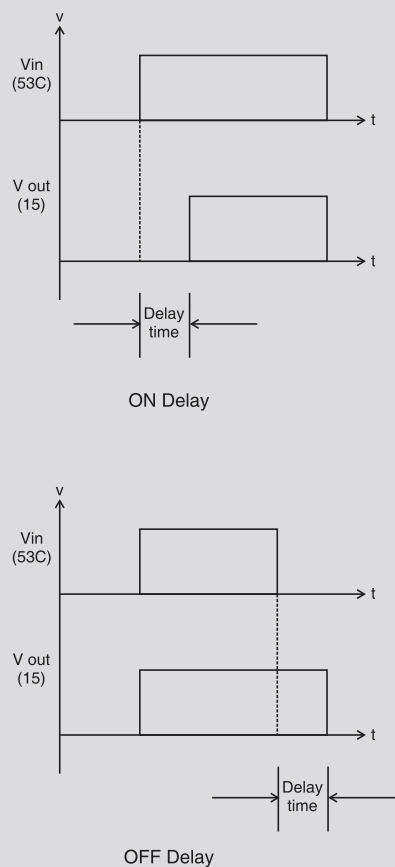 v
Vin
(53C)
t
V out
(15)
t
Delay
time
ON Delay
v
Vin
(53C)
t
V out
(15)
t
Delay
time
OFF Delay